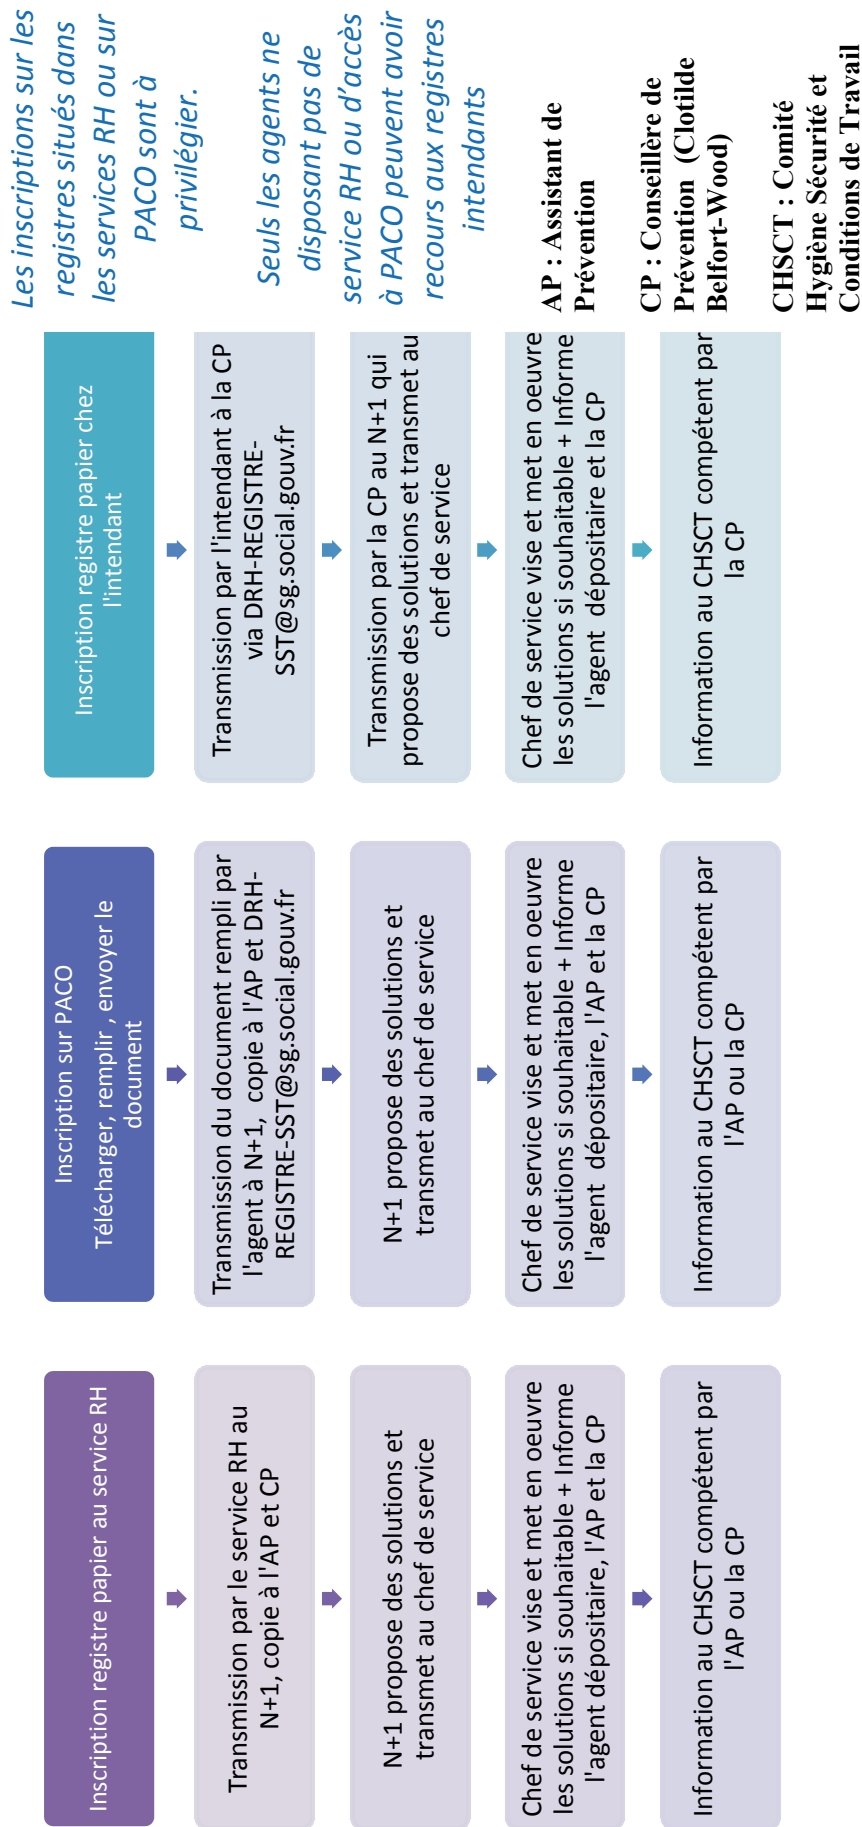 Inscription registre papier au service RH
Transmission par le service RH au
N+1, copie à l'AP et CP
N+1 propose des solutions et
transmet au chef de service
Chef de service vise et met en oeuvre
les solutions si souhaitable + Informe
l'agent dépositaire, l'AP et la CP
Information au CHSCT compétent par
l'AP ou la CP
Inscription sur PACO
Télécharger, remplir , envoyer le
document
Transmission du document rempli par
l'agent à N+1, copie à l'AP et DRH-
REGISTRE-SST@sg.social.gouv.fr
N+1 propose des solutions et
transmet au chef de service
Chef de service vise et met en oeuvre
les solutions si souhaitable + Informe
l'agent dépositaire, l'AP et la CP
Information au CHSCT compétent par
l'AP ou la CP
Inscription registre papier chez
l'intendant
Transmission par l'intendant à la CP
via DRH-REGISTRE-
SST@sg.social.gouv.fr
Transmission par la CP au N+1 qui
propose des solutions et transmet au
chef de service
Chef de service vise et met en oeuvre
les solutions si souhaitable + Informe
l'agent dépositaire et la CP
Information au CHSCT compétent par
la CP
Les inscriptions sur les
registres situés dans
les services RH ou sur
PACO sont à
privilégier.
Seuls les agents ne
disposant pas de
service RH ou d'accès
à PACO peuvent avoir
recours aux registres
intendants
AP : Assistant de
Prévention
CP : Conseillère de
Prévention (Clotilde
Belfort-Wood)
CHSCT : Comité
Hygiène Sécurité et
Conditions de Travail